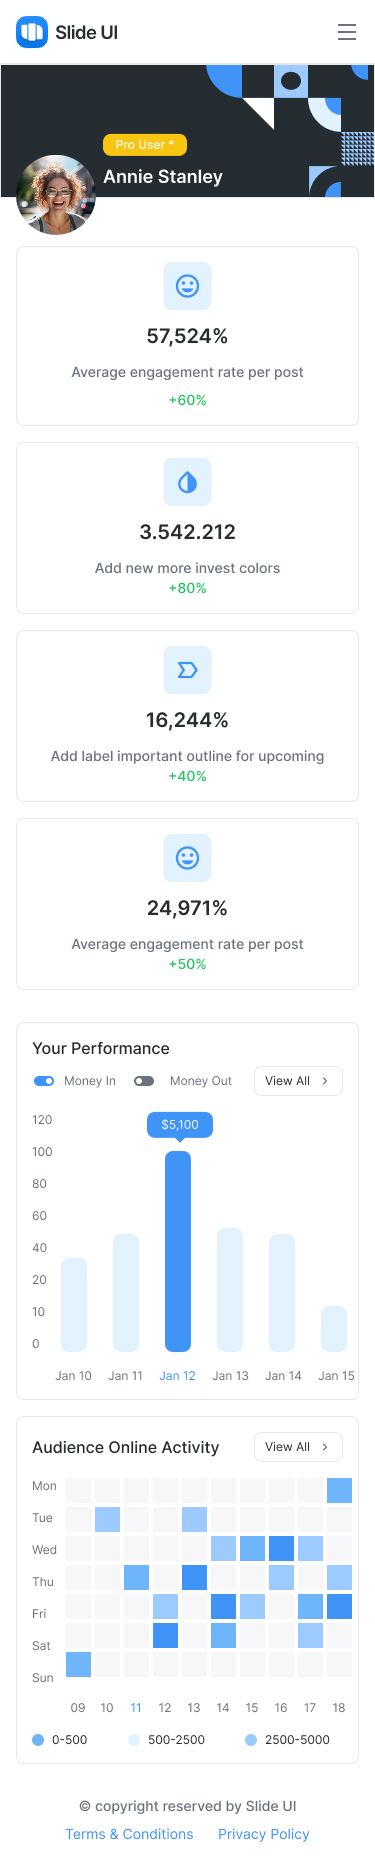 Slide UI
Pro User *
Annie Stanley
57,524%
Average engagement rate per post
+60%
3.542.212
Add new more invest colors
+80%
16,244%
Add label important outline for upcoming
+40%
24,971%
Average engagement rate per post
+50%
Your Performance
Money In Money Out View All
$5,100
120
100
80
60
40
20
10
0
Jan 10 Jan 11 Jan 12 Jan 13 Jan 14 Jan 15
Audience Online Activity View All
Mon
Tue
Wed
Thu
Fri
Sat
Sun
09 10 11 12 13 14 15 16 17 18
0-500 500-2500 2500-5000
© copyright reserved by Slide UI
Terms & Conditions Privacy Policy